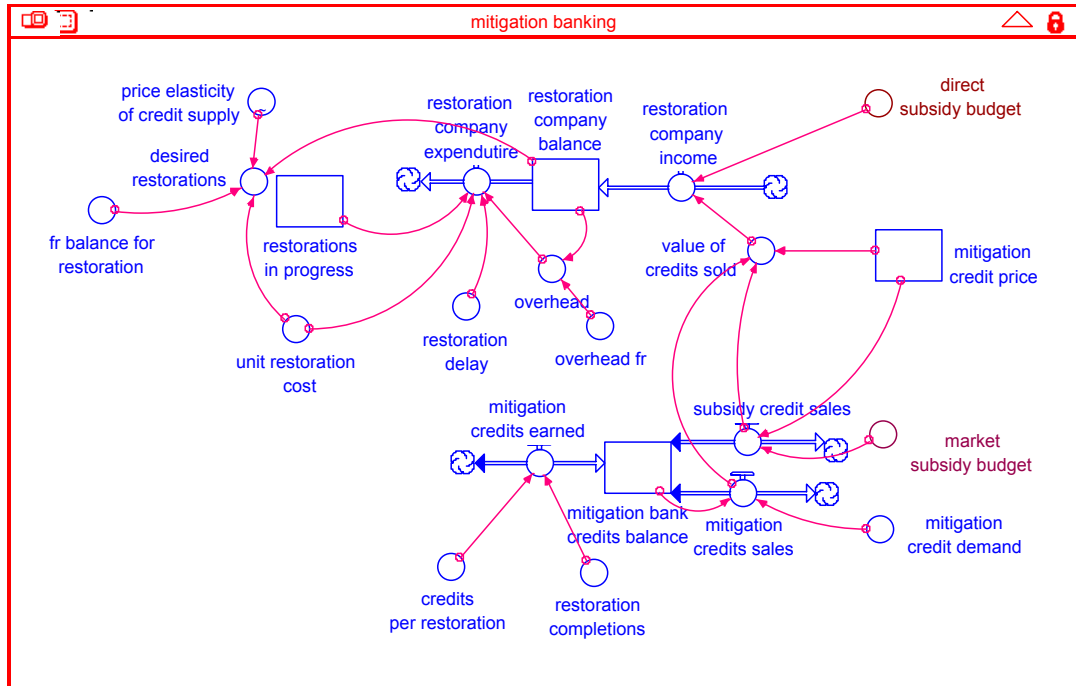 mitigation banking
price elasticity
of credit supply
desired
restorations
fr balance for
restoration
restorations
in progress
unit restoration
cost
restoration
company
expendutire
restoration
company
balance
restoration
company
income
direct
subsidy budget
value of
credits sold
mitigation
credit price
overhead
overhead fr
restoration
delay
mitigation
credits earned
subsidy credit sales
market
subsidy budget
mitigation bank
credits balance
mitigation
credits sales
mitigation
credit demand
credits
per restoration
restoration
completions